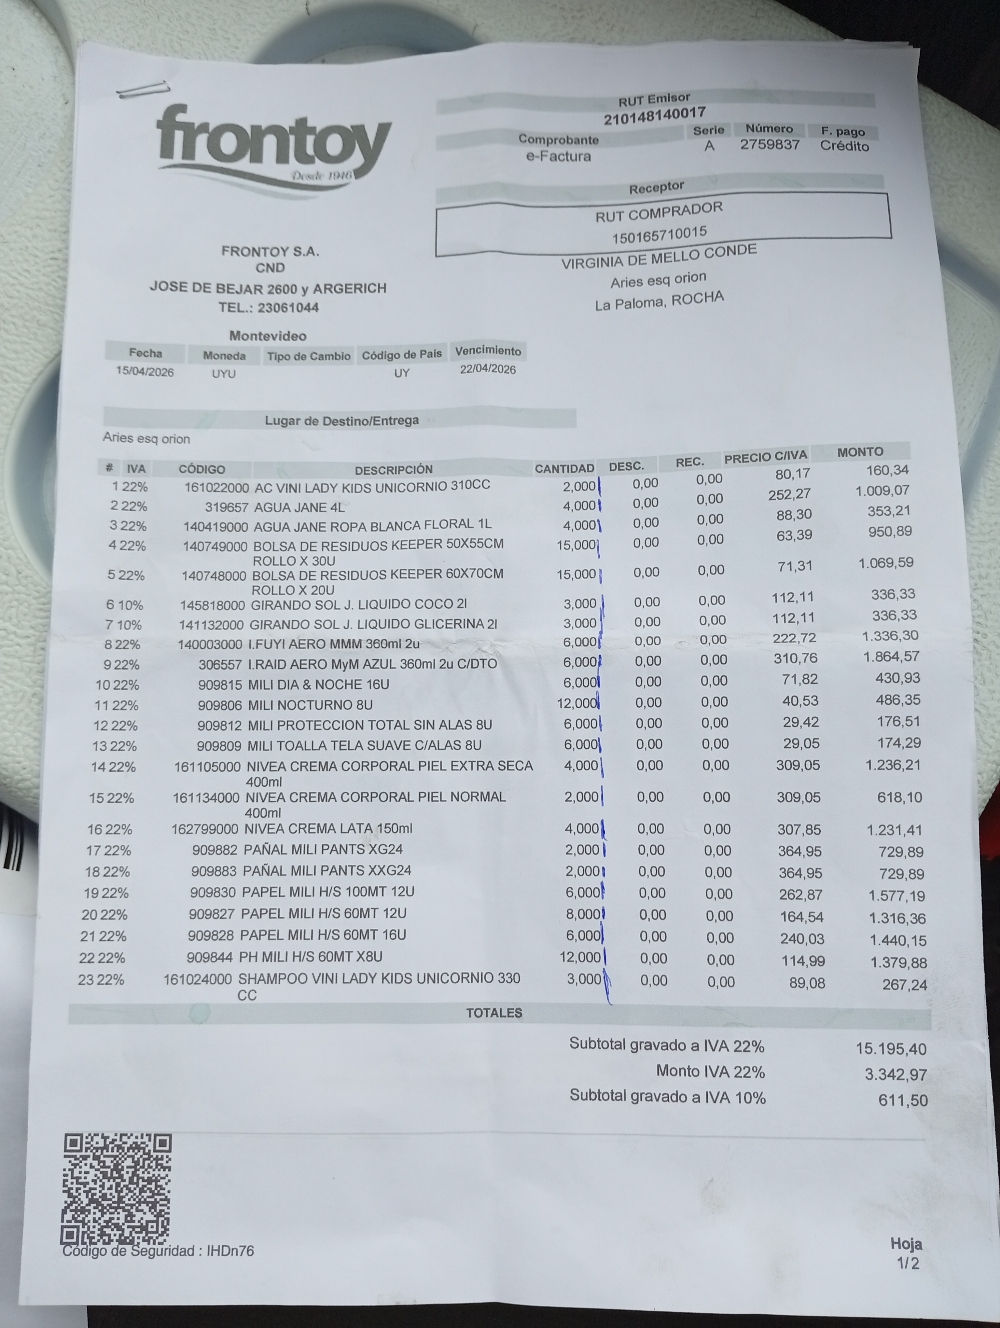 frontoy
Desde 1946
RUT Emisor
210148140017
Comprobante Serie Número F. pago
e-Factura A 2759837 Crédito
Receptor
RUT COMPRADOR
150165710015
VIRGINIA DE MELLO CONDE
Aries esq orion
La Paloma, ROCHA
FRONTOY S.A.
CND
JOSE DE BEJAR 2600 y ARGERICH
TEL.: 23061044
Montevideo
Fecha Moneda Tipo de Cambio Código de Pais Vencimiento
15/04/2026 UYU UY 22/04/2026
Lugar de Destino/Entrega
Aries esq orion
# IVA CÓDIGO DESCRIPCIÓN CANTIDAD DESC. REC. PRECIO C/IVA MONTO
1 22% 161022000 AC VINI LADY KIDS UNICORNIO 310CC 2,000 0,00 0,00 80,17 160,34
2 22% 319657 AGUA JANE 4L 4,000 0,00 0,00 252,27 1.009,07
3 22% 140419000 AGUA JANE ROPA BLANCA FLORAL 1L 4,000 0,00 0,00 88,30 353,21
4 22% 140749000 BOLSA DE RESIDUOS KEEPER 50X55CM 15,000 0,00 0,00 63,39 950,89
ROLLO X 30U
5 22% 140748000 BOLSA DE RESIDUOS KEEPER 60X70CM 15,000 0,00 0,00 71,31 1.069,59
ROLLO X 20U
6 10% 145818000 GIRANDO SOL J. LIQUIDO COCO 2l 3,000 0,00 0,00 112,11 336,33
7 10% 141132000 GIRANDO SOL J. LIQUIDO GLICERINA 2l 3,000 0,00 0,00 112,11 336,33
8 22% 140003000 I.FUYI AERO MMM 360ml 2u 6,000 0,00 0,00 222,72 1.336,30
9 22% 306557 I.RAID AERO MyM AZUL 360ml 2u C/DTO 6,000 0,00 0,00 310,76 1.864,57
10 22% 909815 MILI DIA & NOCHE 16U 6,000 0,00 0,00 71,82 430,93
11 22% 909806 MILI NOCTURNO 8U 12,000 0,00 0,00 40,53 486,35
12 22% 909812 MILI PROTECCION TOTAL SIN ALAS 8U 6,000 0,00 0,00 29,42 176,51
13 22% 909809 MILI TOALLA TELA SUAVE C/ALAS 8U 6,000 0,00 0,00 29,05 174,29
14 22% 161105000 NIVEA CREMA CORPORAL PIEL EXTRA SECA 4,000 0,00 0,00 309,05 1.236,21
400ml
15 22% 161134000 NIVEA CREMA CORPORAL PIEL NORMAL 2,000 0,00 0,00 309,05 618,10
400ml
16 22% 162799000 NIVEA CREMA LATA 150ml 4,000 0,00 0,00 307,85 1.231,41
17 22% 909882 PAÑAL MILI PANTS XG24 2,000 0,00 0,00 364,95 729,89
18 22% 909883 PAÑAL MILI PANTS XXG24 2,000 0,00 0,00 364,95 729,89
19 22% 909830 PAPEL MILI H/S 100MT 12U 6,000 0,00 0,00 262,87 1.577,19
20 22% 909827 PAPEL MILI H/S 60MT 12U 8,000 0,00 0,00 164,54 1.316,36
21 22% 909828 PAPEL MILI H/S 60MT 16U 6,000 0,00 0,00 240,03 1.440,15
22 22% 909844 PH MILI H/S 60MT X8U 12,000 0,00 0,00 114,99 1.379,88
23 22% 161024000 SHAMPOO VINI LADY KIDS UNICORNIO 330 3,000 0,00 0,00 89,08 267,24
CC
TOTALES
Subtotal gravado a IVA 22% 15.195,40
Monto IVA 22% 3.342,97
Subtotal gravado a IVA 10% 611,50
Código de Seguridad : IHDn76
Hoja
1/2